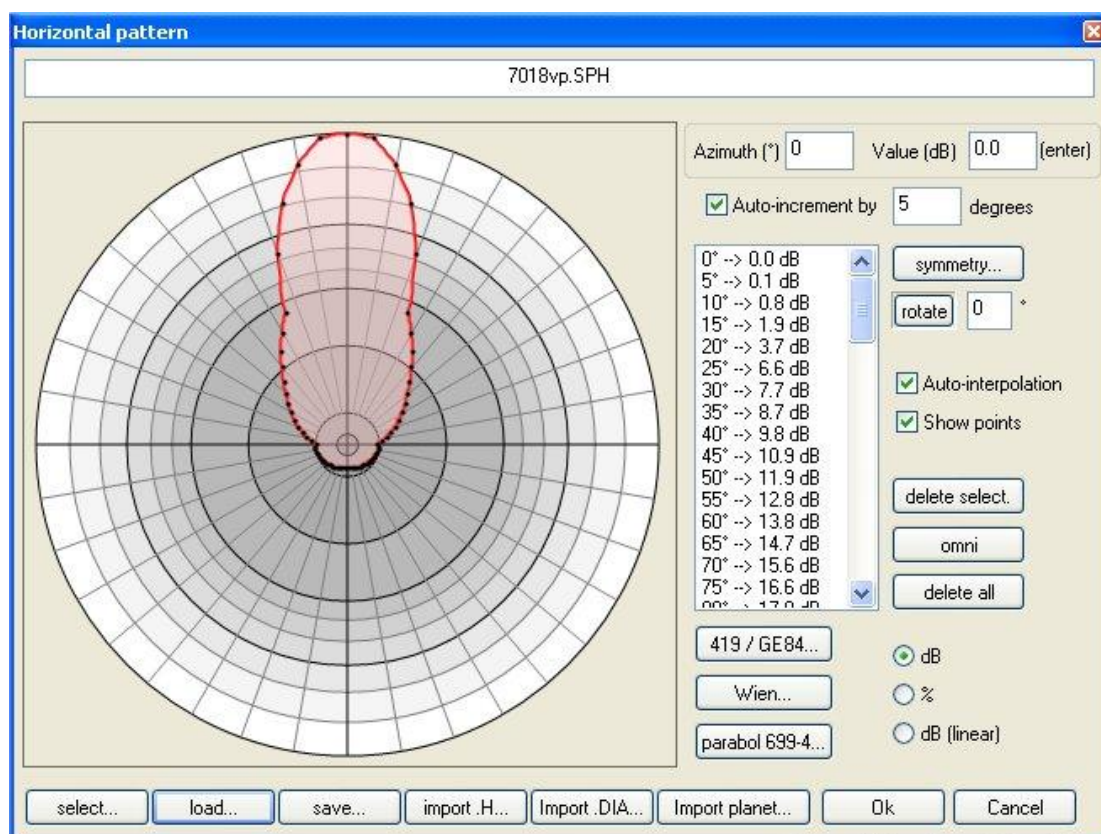 Horizontal pattern
7018vp.SPH
Azimuth (°) 0 Value (dB) 0.0 (enter)
Auto-increment by 5 degrees
0° --> 0.0 dB
5° --> 0.1 dB
10° --> 0.8 dB
15° --> 1.9 dB
20° --> 3.7 dB
25° --> 6.6 dB
30° --> 7.7 dB
35° --> 8.7 dB
40° --> 9.8 dB
45° --> 10.9 dB
50° --> 11.9 dB
55° --> 12.8 dB
60° --> 13.8 dB
65° --> 14.7 dB
70° --> 15.6 dB
75° --> 16.6 dB
symmetry...
rotate 0 °
Auto-interpolation
Show points
delete select.
omni
delete all
419 / GE84...
Wien...
parabol 699-4...
dB
%
dB (linear)
select... load... save... import .H... Import .DIA... Import planet... Ok Cancel